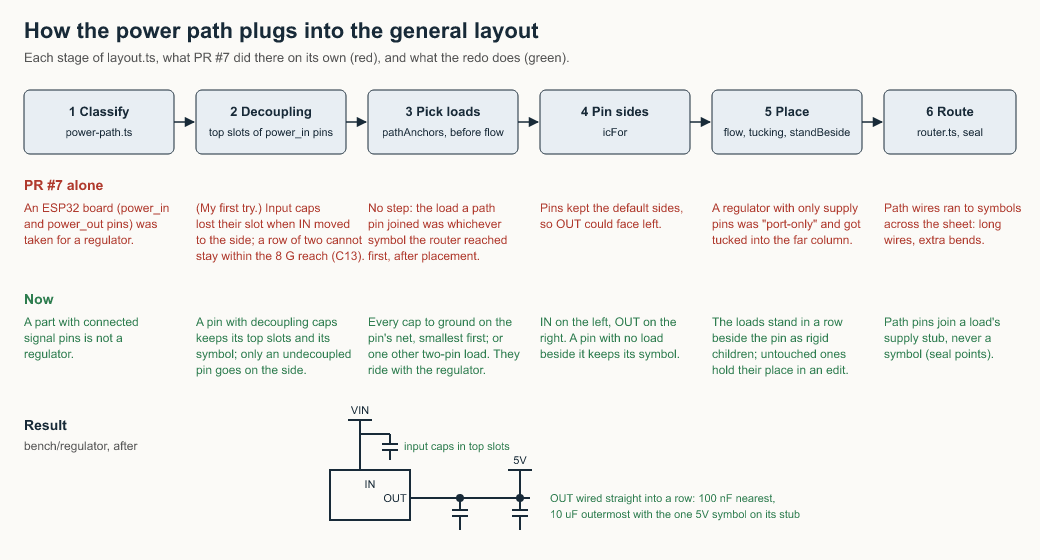 How the power path plugs into the general layout
Each stage of layout.ts, what PR #7 did there on its own (red), and what the redo does (green).
1 Classify
power-path.ts
2 Decoupling
top slots of power_in pins
3 Pick loads
pathAnchors, before flow
4 Pin sides
icFor
5 Place
flow, tucking, standBeside
6 Route
router.ts, seal
PR #7 alone
An ESP32 board (power_in
and power_out pins) was
taken for a regulator.
(My first try.) Input caps
lost their slot when IN moved
to the side; a row of two cannot
stay within the 8 G reach (C13).
No step: the load a path
pin joined was whichever
symbol the router reached
first, after placement.
Pins kept the default sides,
so OUT could face left.
A regulator with only supply
pins was "port-only" and got
tucked into the far column.
Path wires ran to symbols
across the sheet: long
wires, extra bends.
Now
A part with connected
signal pins is not a
regulator.
A pin with decoupling caps
keeps its top slots and its
symbol; only an undecoupled
pin goes on the side.
Every cap to ground on the
pin's net, smallest first; or
one other two-pin load. They
ride with the regulator.
IN on the left, OUT on the
right. A pin with no load
beside it keeps its symbol.
The loads stand in a row
beside the pin as rigid
children; untouched ones
hold their place in an edit.
Path pins join a load's
supply stub, never a
symbol (seal points).
Result
bench/regulator, after
VIN
input caps in top slots
5V
IN
OUT
OUT wired straight into a row: 100 nF nearest,
10 uF outermost with the one 5V symbol on its stub